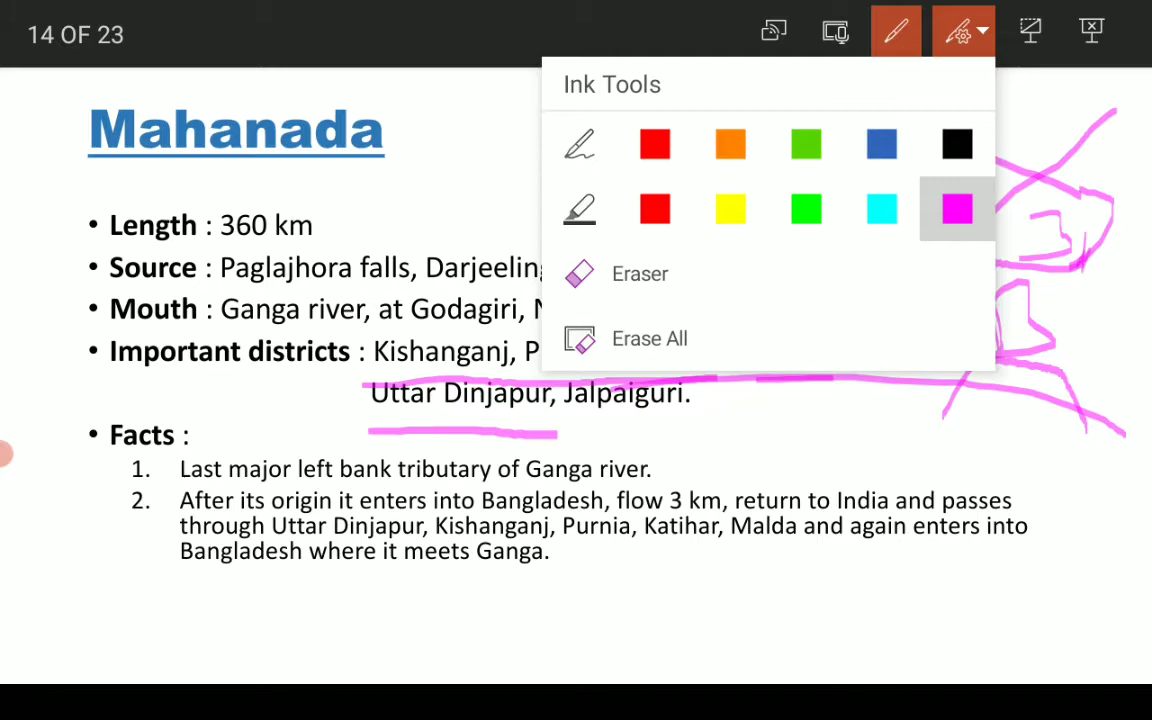 14 OF 23
Ink Tools
Mahanada
Length : 360 km
Source : Paglajhora falls,
Eraser
Mouth : Ganga river, at Godagiri,
Erase All
Important districts : Kishanganj,
Uttar Dinjapur, Jalpaiguri.
Facts :
1. Last major left bank tributary of Ganga river.
2. After its origin it enters into Bangladesh, flow 3 km, return to India and passes
through Uttar Dinjapur, Kishanganj, Purnia, Katihar, Malda and again enters into
Bangladesh where it meets Ganga.